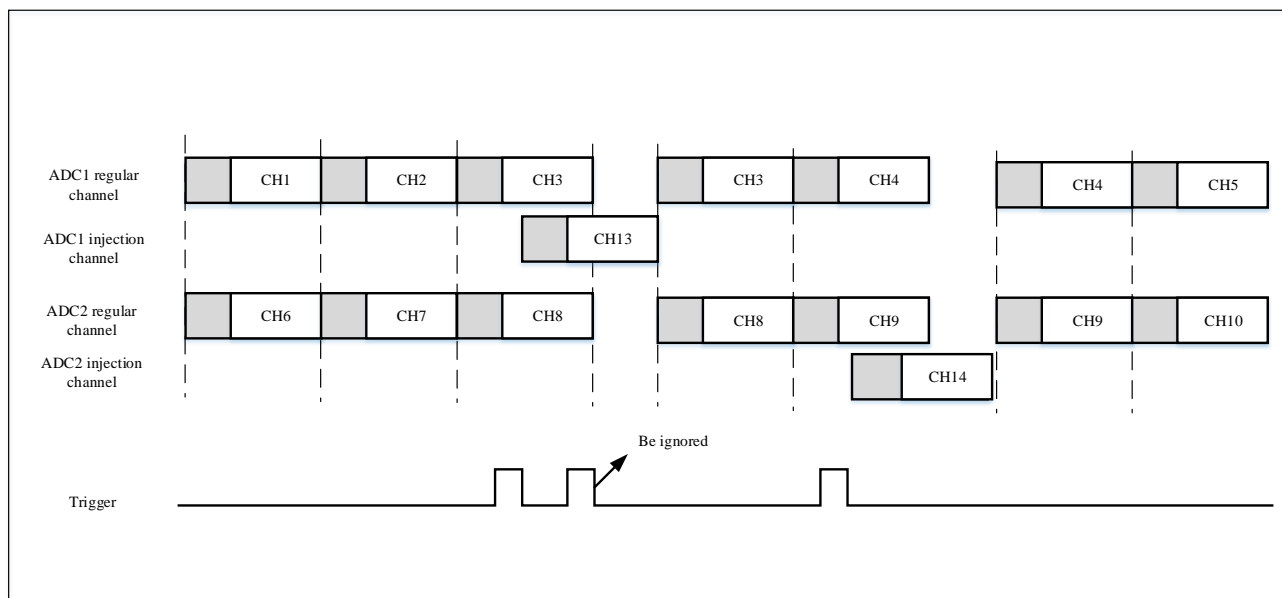 ADC1 regular
channel
CH1
CH2
CH3
CH3
CH4
CH4
CH5
ADC1 injection
channel
CH13
ADC2 regular
channel
CH6
CH7
CH8
CH8
CH9
CH9
CH10
ADC2 injection
channel
CH14
Be ignored
Trigger